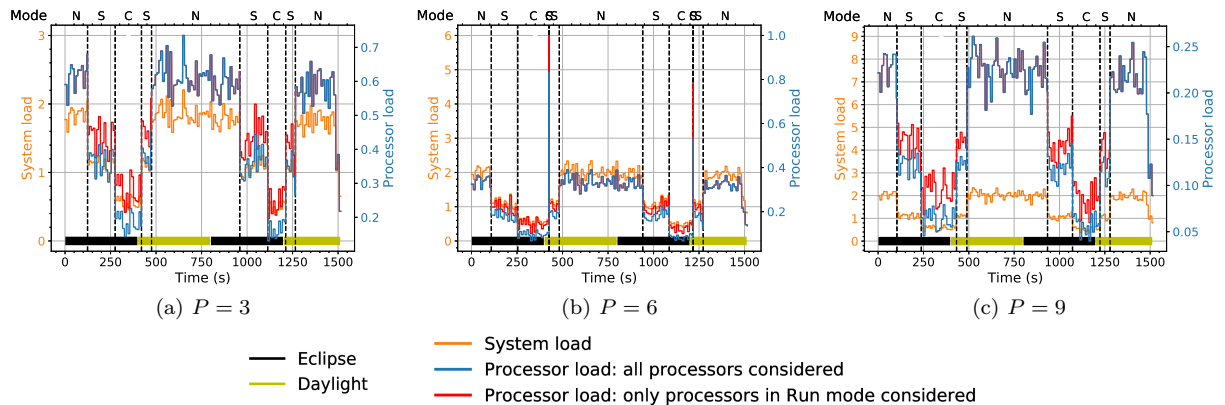 Mode N S C S N S C S N
3
2
1
0
System load
0.7
0.6
0.5
0.4
0.3
0.2
Processor load
0 250 500 750 1000 1250 1500
Time (s)
(a) P = 3
Mode N S C S S N S C S S N
6
5
4
3
2
1
0
System load
1.0
0.8
0.6
0.4
0.2
Processor load
0 250 500 750 1000 1250 1500
Time (s)
(b) P = 6
Mode N S C S N S C S N
9
8
7
6
5
4
3
2
1
0
System load
0.25
0.20
0.15
0.10
0.05
Processor load
0 250 500 750 1000 1250 1500
Time (s)
(c) P = 9
Eclipse
Daylight
System load
Processor load: all processors considered
Processor load: only processors in Run mode considered